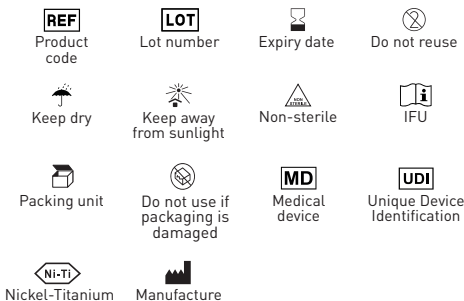 REF
LOT
Product
code
Lot number
Expiry date
Do not reuse
2
NON
STERILE
i
Keep dry
Keep away
from sunlight
Non-sterile
IFU
MD
UDI
Packing unit
Do not use if
packaging is
damaged
Medical
device
Unique Device
Identification
Ni-Ti
Nickel-Titanium
Manufacture